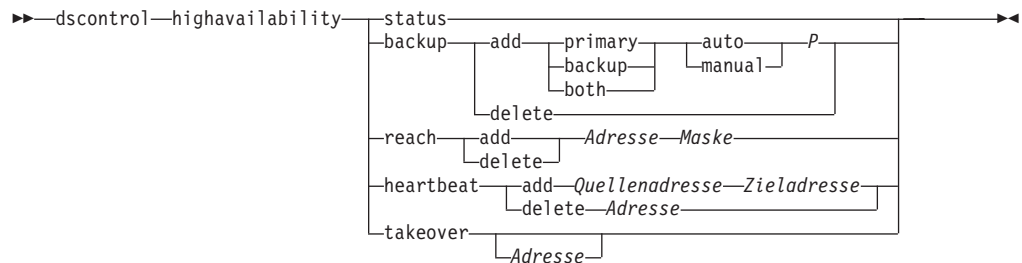 dscontrol highavailability status
backup add primary auto P
backup manual
both
delete
reach add Adresse Maske
delete
heartbeat add Quellenadresse Zieladresse
delete Adresse
takeover
Adresse